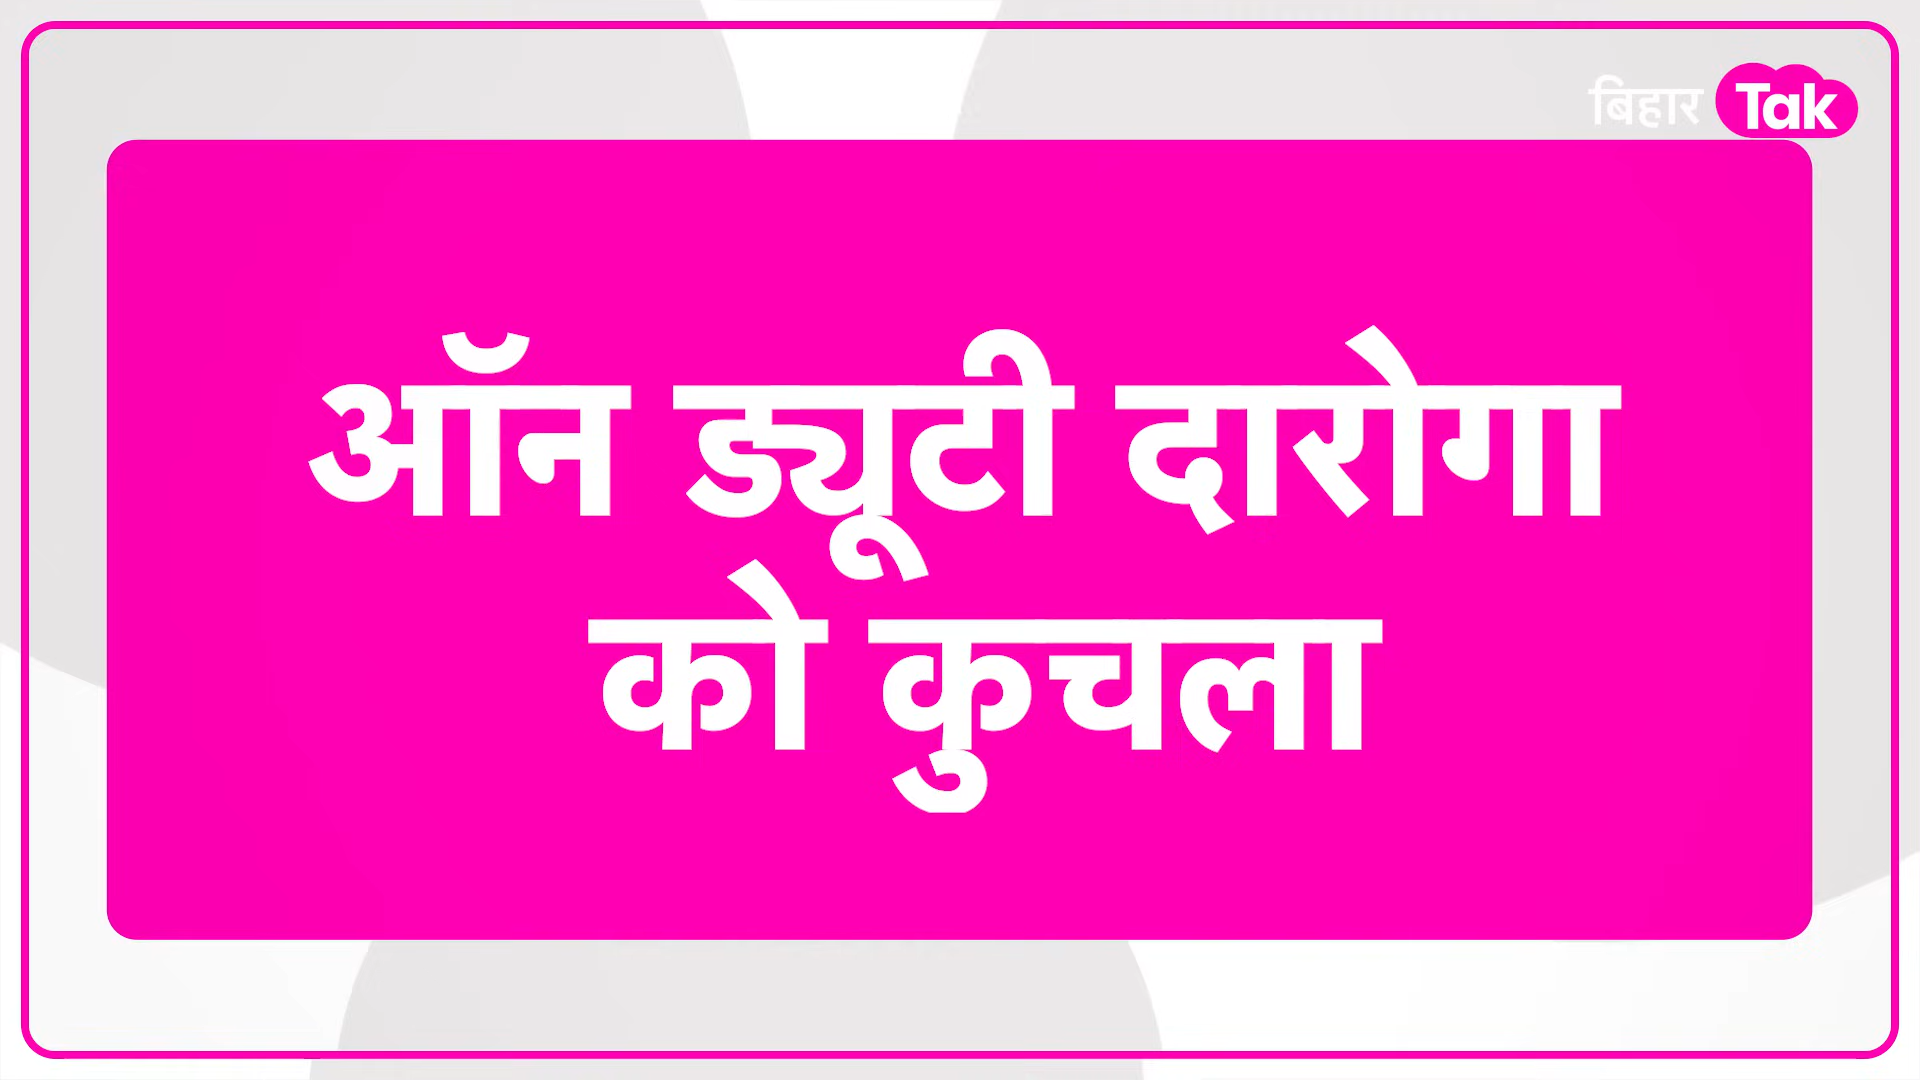 बिहार Tak
ऑन ड्यूटी दारोगा
को कुचला